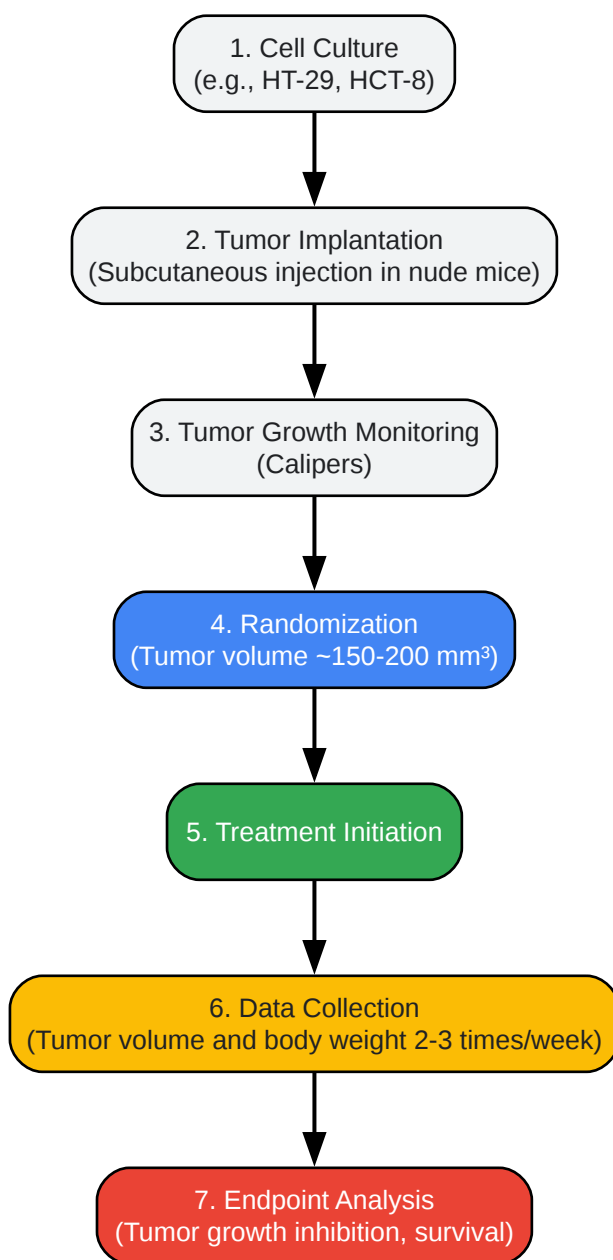 1. Cell Culture
(e.g., HT-29, HCT-8)
2. Tumor Implantation
(Subcutaneous injection in nude mice)
3. Tumor Growth Monitoring
(Calipers)
4. Randomization
(Tumor volume ~150-200 mm³)
5. Treatment Initiation
6. Data Collection
(Tumor volume and body weight 2-3 times/week)
7. Endpoint Analysis
(Tumor growth inhibition, survival)